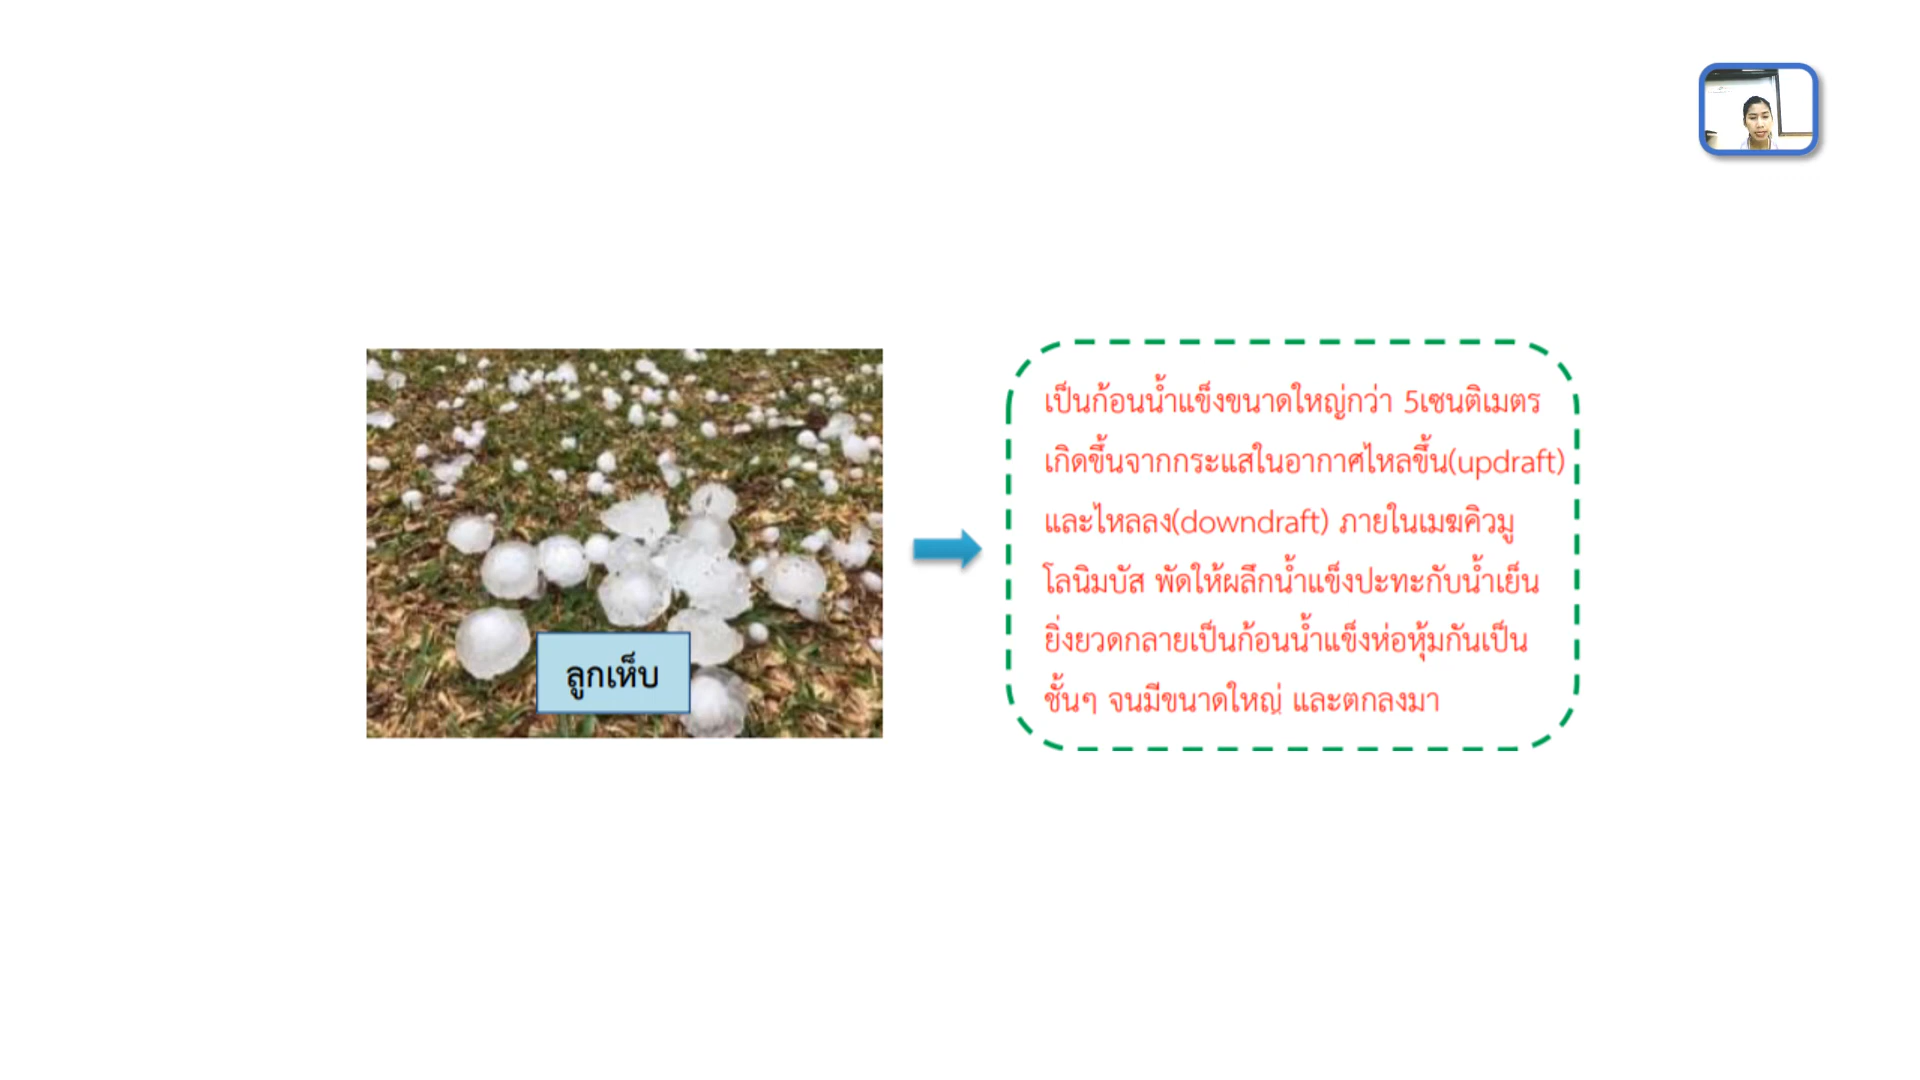 ลูกเห็บ
เป็นก้อนน้ำแข็งขนาดใหญ่กว่า 5เซนติเมตร
เกิดขึ้นจากกระแสในอากาศไหลขึ้น(updraft)
และไหลลง(downdraft) ภายในเมฆคิวมู
โลนิมบัส พัดให้ผลึกน้ำแข็งปะทะกับน้ำเย็น
ยิ่งยวดกลายเป็นก้อนน้ำแข็งห่อหุ้มกันเป็น
ชั้นๆ จนมีขนาดใหญ่ และตกลงมา